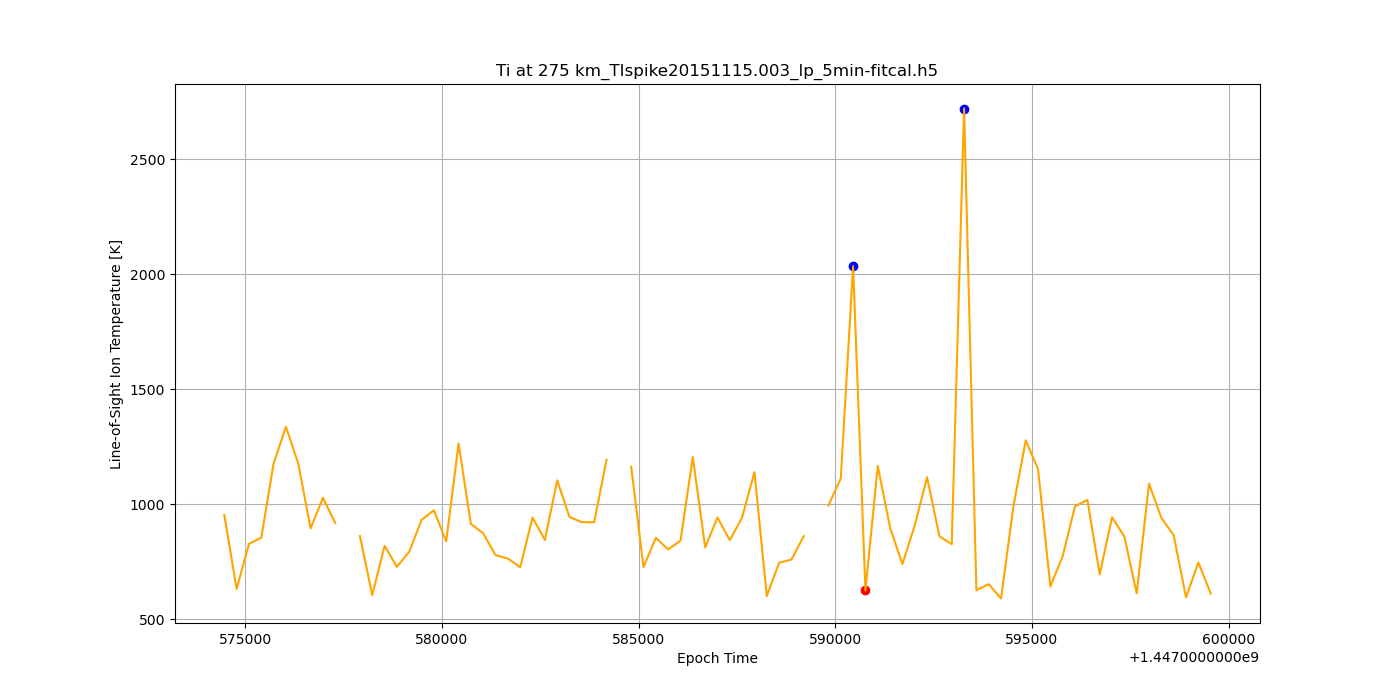 Ti at 275 km_TIspike20151115.003_lp_5min-fitcal.h5
Line-of-Sight Ion Temperature [K]
2500
2000
1500
1000
500
575000 580000 585000 590000 595000 600000
Epoch Time
+1.4470000000e9